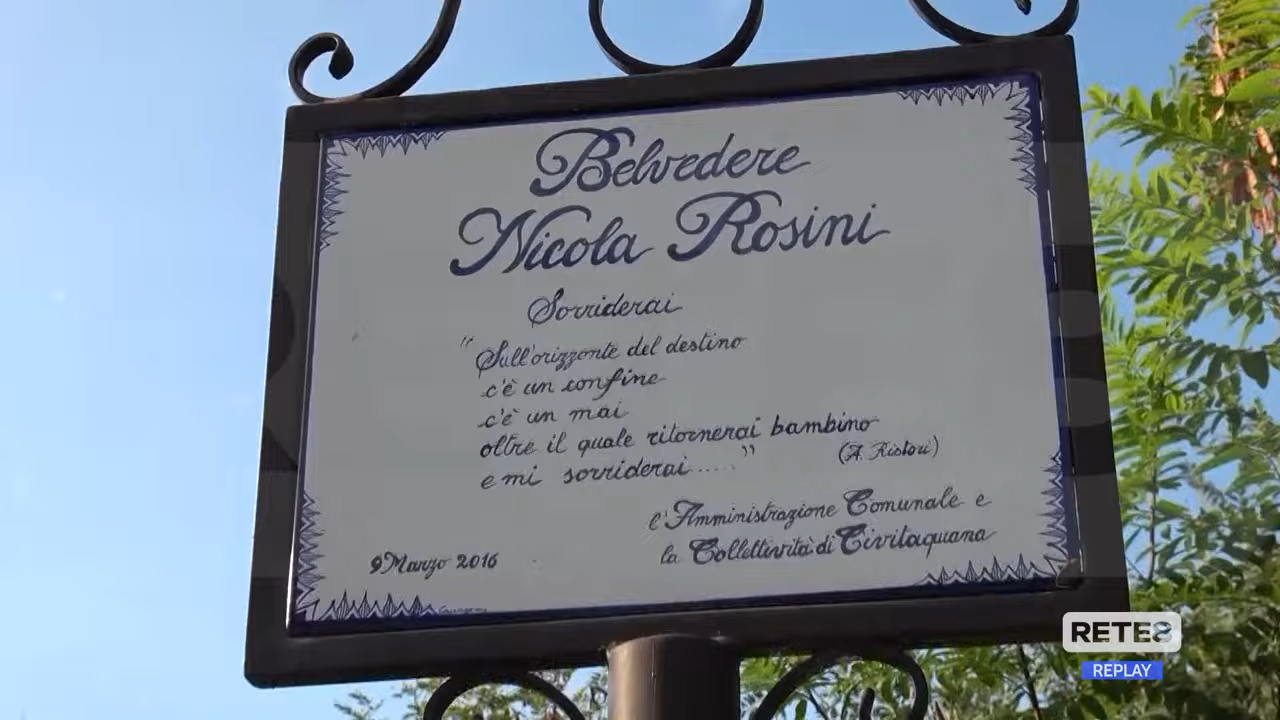 Belvedere
Nicola Rosini
Sorriderai
" Sull'orizzonte del destino
c'è un confine
c'è un mai
oltre il quale ritornerai bambino
e mi sorriderai ..... "
(A. Ristori)
l'Amministrazione Comunale e
la Collettività di Civitaquana
9 Marzo 2016
RETE8
REPLAY